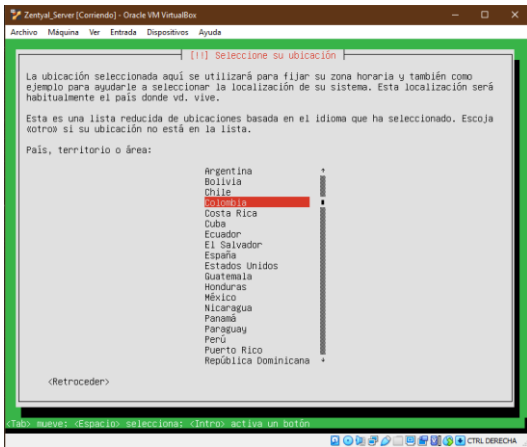 Zentyal_Server [Corriendo] - Oracle VM VirtualBox
Archivo Máquina Ver Entrada Dispositivos Ayuda
[!!] Seleccione su ubicación
La ubicación seleccionada aquí se utilizará para fijar su zona horaria y también como
ejemplo para ayudarle a seleccionar la localización de su sistema. Esta localización será
habitualmente el país donde vd. vive.
Esta es una lista reducida de ubicaciones basada en el idioma que ha seleccionado. Escoja
«otro» si su ubicación no está en la lista.
País, territorio o área:
Argentina
Bolivia
Chile
Colombia
Costa Rica
Cuba
Ecuador
El Salvador
España
Estados Unidos
Guatemala
Honduras
México
Nicaragua
Panamá
Paraguay
Perú
Puerto Rico
República Dominicana
<Retroceder>
<Tab> mueve; <Espacio> selecciona; <Intro> activa un botón
CTRL DERECHA